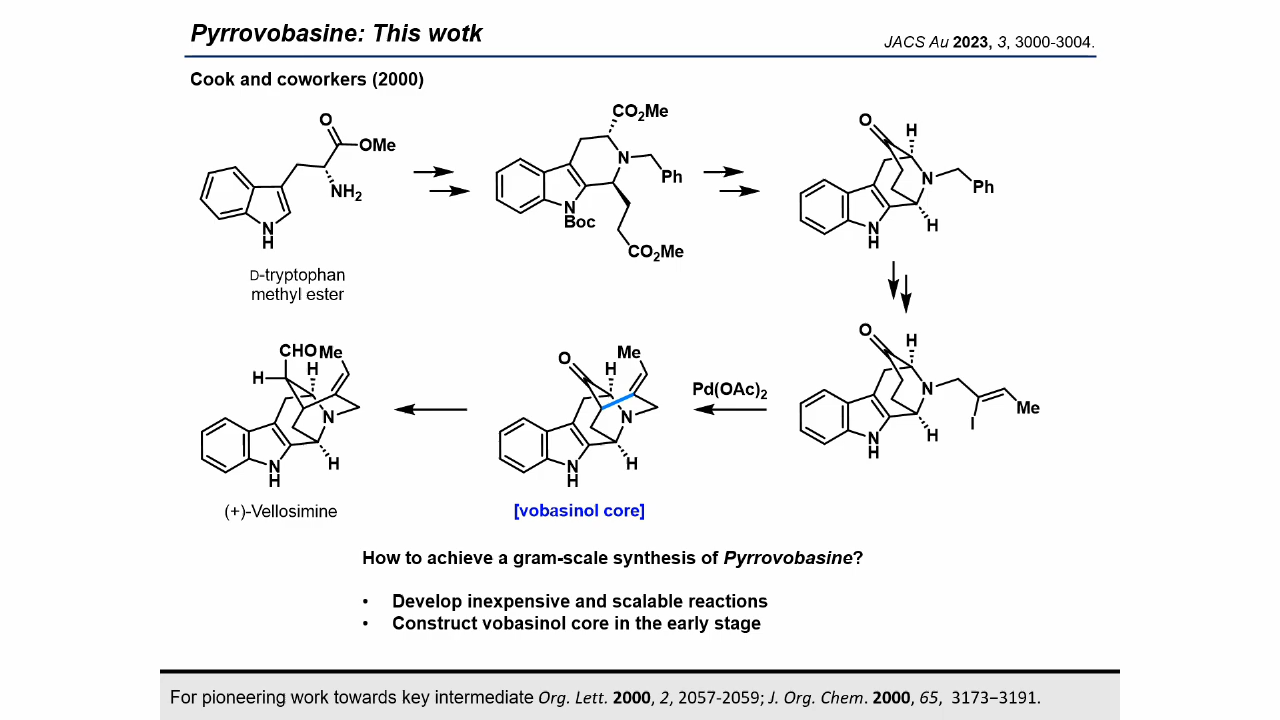 Pyrrovobasine: This wotk
JACS Au 2023, 3, 3000-3004.
Cook and coworkers (2000)
O
OMe
NH2
N
H
D-tryptophan
methyl ester
CO2Me
N
Ph
N
Boc
CO2Me
O
H
N
Ph
N
H
H
O
H
N
Me
I
N
H
H
Pd(OAc)2
O
Me
H
N
N
H
H
[vobasinol core]
CHO
Me
H
H
N
N
H
H
(+)-Vellosimine
How to achieve a gram-scale synthesis of Pyrrovobasine?
• Develop inexpensive and scalable reactions
• Construct vobasinol core in the early stage
For pioneering work towards key intermediate Org. Lett. 2000, 2, 2057-2059; J. Org. Chem. 2000, 65, 3173–3191.